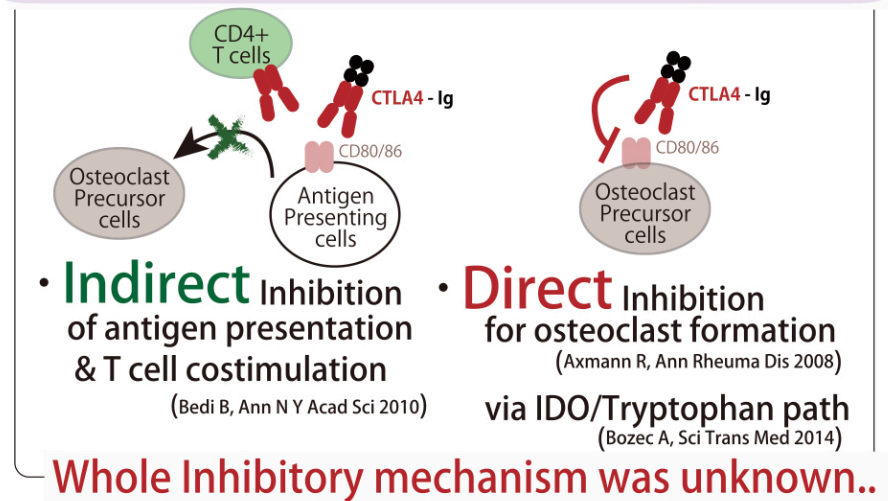 CD4+
T cells
CTLA4 - Ig
CD80/86
Osteoclast
Precursor
cells
Antigen
Presenting
cells
• Indirect Inhibition
of antigen presentation
& T cell costimulation
(Bedi B, Ann N Y Acad Sci 2010)
CTLA4 - Ig
CD80/86
Osteoclast
Precursor
cells
• Direct Inhibition
for osteoclast formation
(Axmann R, Ann Rheuma Dis 2008)
via IDO/Tryptophan path
(Bozec A, Sci Trans Med 2014)
Whole Inhibitory mechanism was unknown..